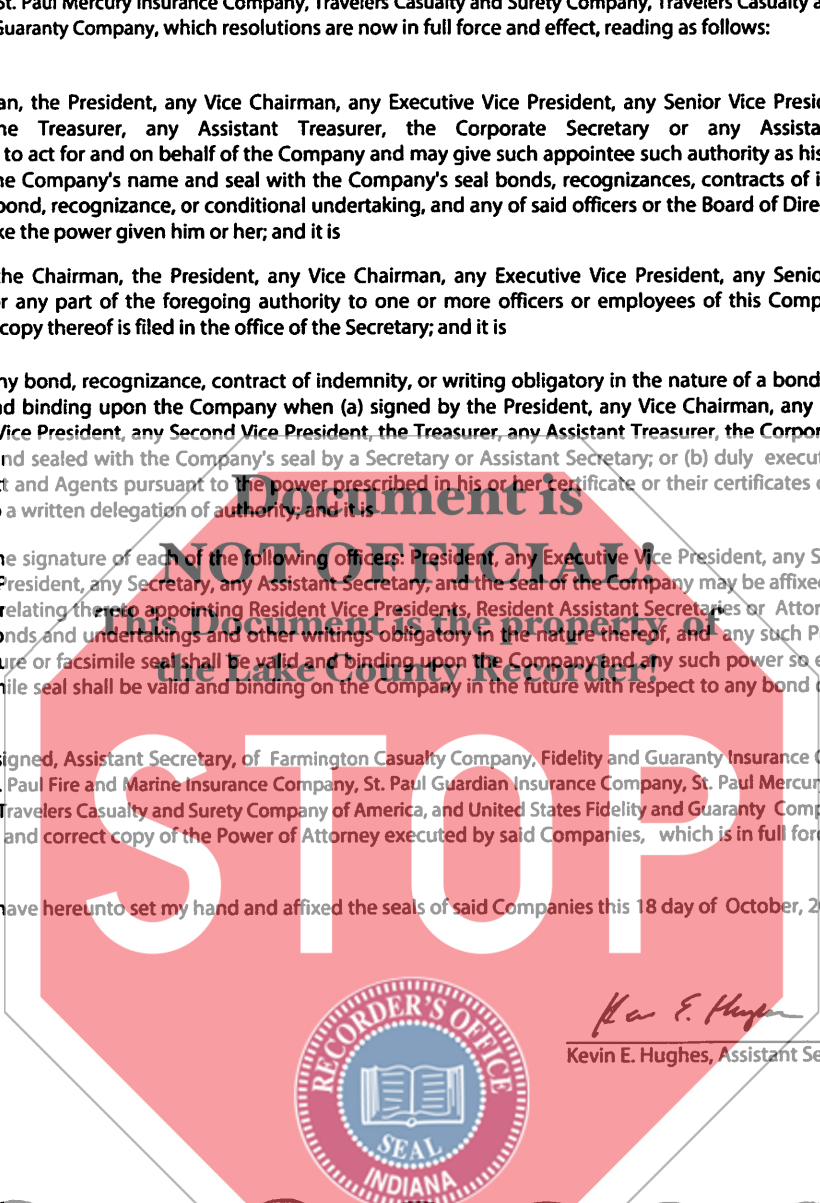 St. Paul Mercury Insurance Company, Travelers Casualty and Surety Company, Travelers Casualty a
Guaranty Company, which resolutions are now in full force and effect, reading as follows:
an, the President, any Vice Chairman, any Executive Vice President, any Senior Vice Presid
he Treasurer, any Assistant Treasurer, the Corporate Secretary or any Assista
to act for and on behalf of the Company and may give such appointee such authority as his
he Company's name and seal with the Company's seal bonds, recognizances, contracts of i
bond, recognizance, or conditional undertaking, and any of said officers or the Board of Dire
ke the power given him or her; and it is
the Chairman, the President, any Vice Chairman, any Executive Vice President, any Senio
or any part of the foregoing authority to one or more officers or employees of this Comp
copy thereof is filed in the office of the Secretary; and it is
ny bond, recognizance, contract of indemnity, or writing obligatory in the nature of a bond
nd binding upon the Company when (a) signed by the President, any Vice Chairman, any
Vice President, any Second Vice President, the Treasurer, any Assistant Treasurer, the Corpor
nd sealed with the Company's seal by a Secretary or Assistant Secretary; or (b) duly execut
t and Agents pursuant to the power prescribed in his or her certificate or their certificates o
a written delegation of authority; and it is
Document is
NOT OFFICIAL!
This Document is the property of
the Lake County Recorder!
he signature of each of the following officers: President, any Executive Vice President, any S
President, any Secretary, any Assistant Secretary, and the seal of the Company may be affixed
relating thereto appointing Resident Vice Presidents, Resident Assistant Secretaries or Attor
onds and undertakings and other writings obligatory in the nature thereof, and any such P
ure or facsimile seal shall be valid and binding upon the Company and any such power so e
ile seal shall be valid and binding on the Company in the future with respect to any bond o
igned, Assistant Secretary, of Farmington Casualty Company, Fidelity and Guaranty Insurance C
. Paul Fire and Marine Insurance Company, St. Paul Guardian Insurance Company, St. Paul Mercur
Travelers Casualty and Surety Company of America, and United States Fidelity and Guaranty Comp
and correct copy of the Power of Attorney executed by said Companies, which is in full forc
STOP
have hereunto set my hand and affixed the seals of said Companies this 18 day of October, 2
Kev E. Hughes
Kevin E. Hughes, Assistant Se
RECORDER'S OFFICE
SEAL
INDIANA